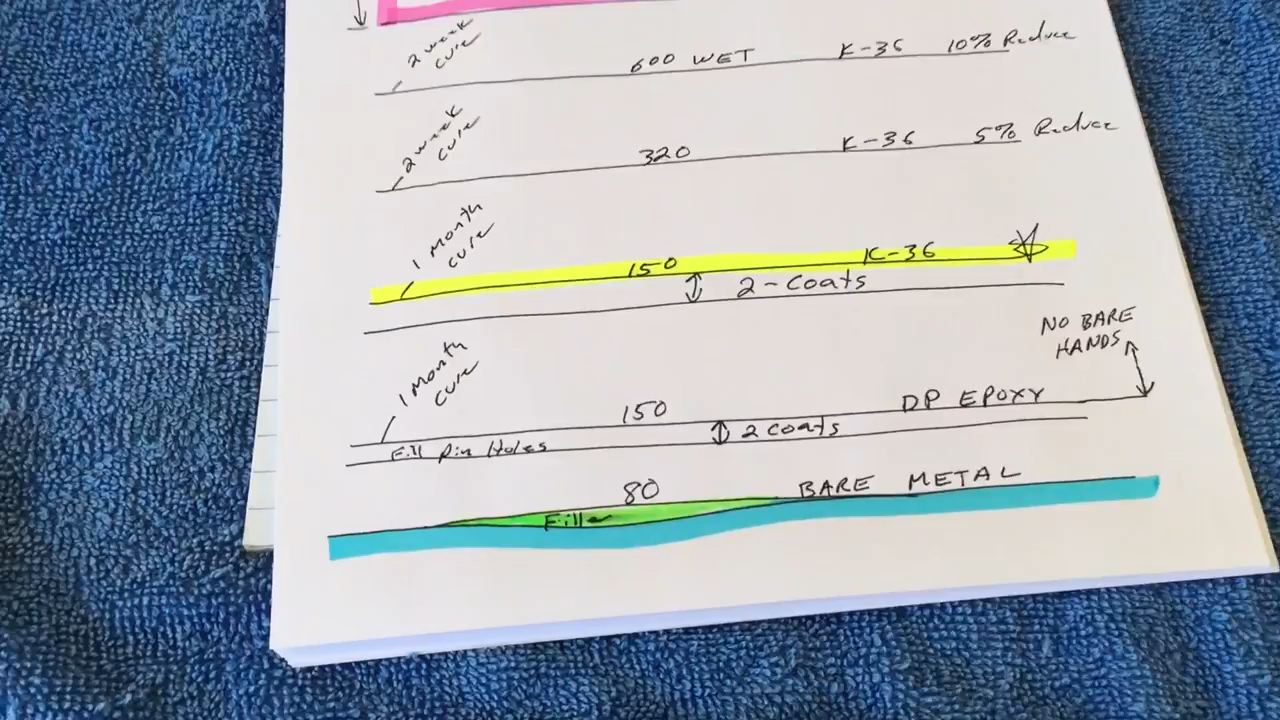 2 week cure
600 WET K-36 10% Reduce
2 week cure
320 K-36 5% Reduce
1 Month cure
150 K-36
2-Coats
NO BARE HANDS
1 Month cure
150 DP EPOXY
Fill Pin Holes 2 coats
80 BARE METAL
Filler